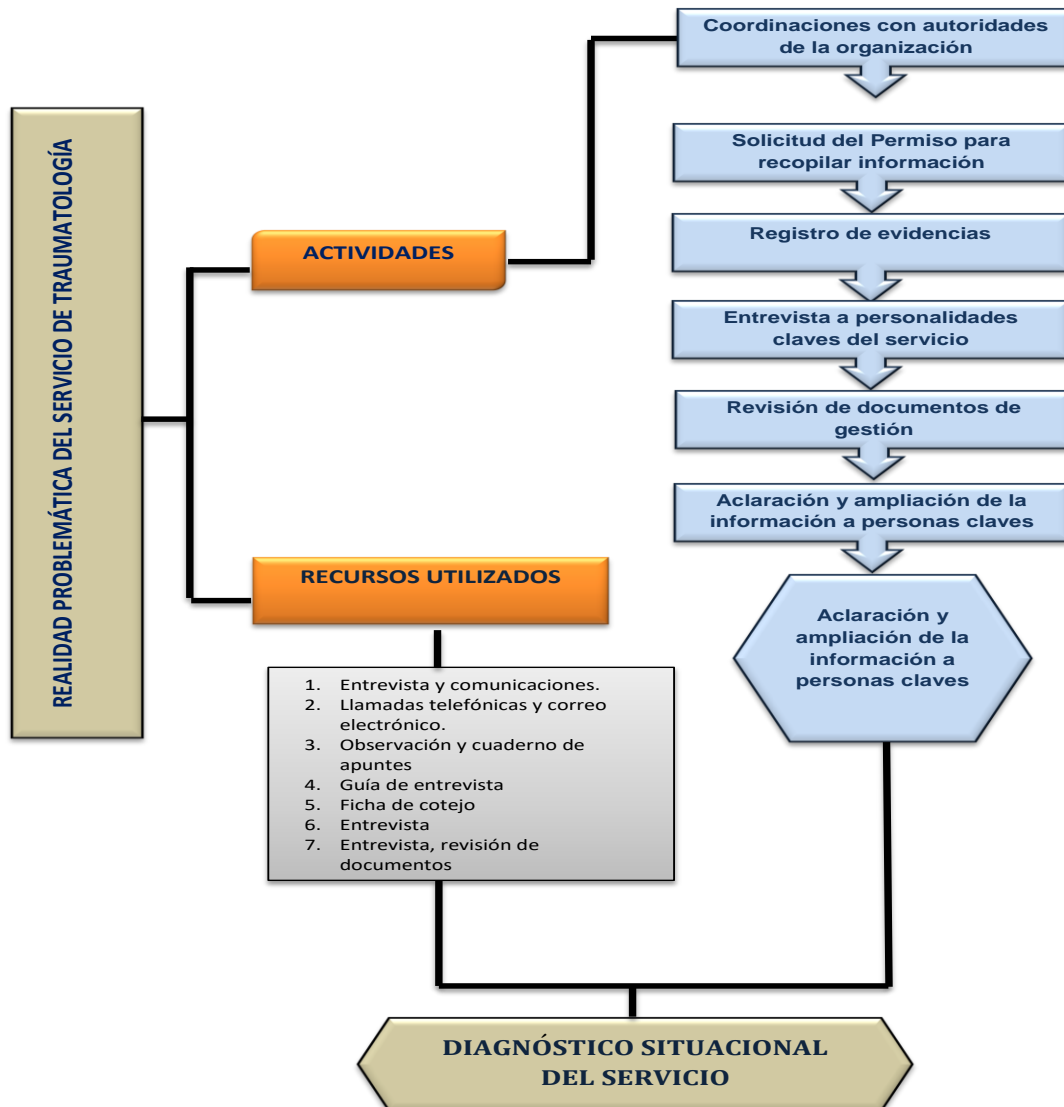 REALIDAD PROBLEMÁTICA DEL SERVICIO DE TRAUMATOLOGÍA
ACTIVIDADES
Coordinaciones con autoridades
de la organización
Solicitud del Permiso para
recopilar información
Registro de evidencias
Entrevista a personalidades
claves del servicio
Revisión de documentos de
gestión
Aclaración y ampliación de la
información a personas claves
Aclaración y
ampliación de la
información a
personas claves
RECURSOS UTILIZADOS
1. Entrevista y comunicaciones.
2. Llamadas telefónicas y correo
electrónico.
3. Observación y cuaderno de
apuntes
4. Guía de entrevista
5. Ficha de cotejo
6. Entrevista
7. Entrevista, revisión de
documentos
DIAGNÓSTICO SITUACIONAL
DEL SERVICIO